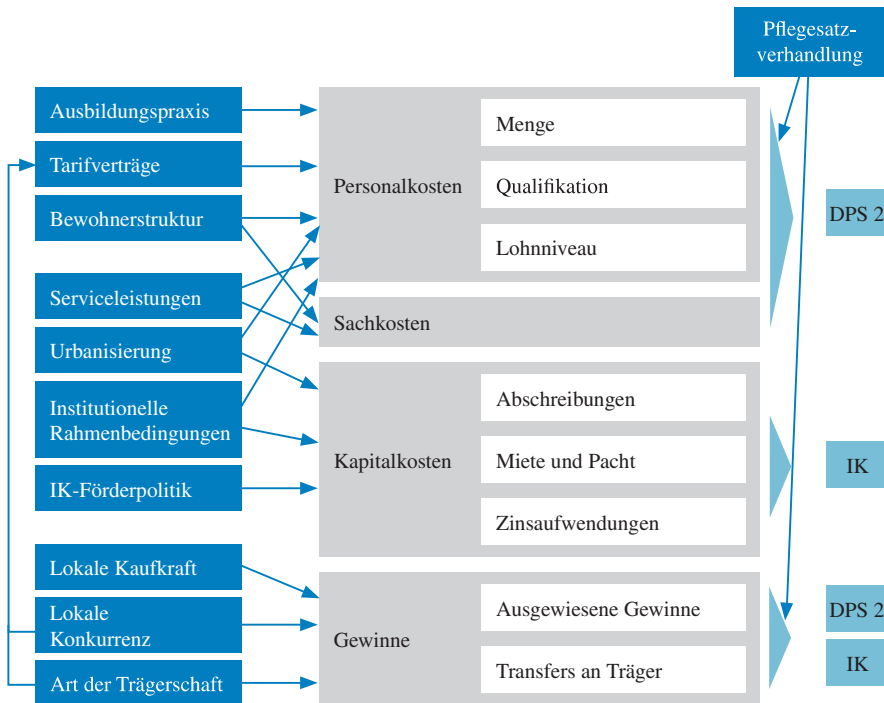 Pflegesatz-
verhandlung
Ausbildungspraxis
Tarifverträge
Bewohnerstruktur
Serviceleistungen
Urbanisierung
Institutionelle
Rahmenbedingungen
IK-Förderpolitik
Lokale Kaufkraft
Lokale
Konkurrenz
Art der Trägerschaft
Personalkosten
Menge
Qualifikation
Lohnniveau
Sachkosten
Kapitalkosten
Abschreibungen
Miete und Pacht
Zinsaufwendungen
Gewinne
Ausgewiesene Gewinne
Transfers an Träger
DPS 2
IK
DPS 2
IK